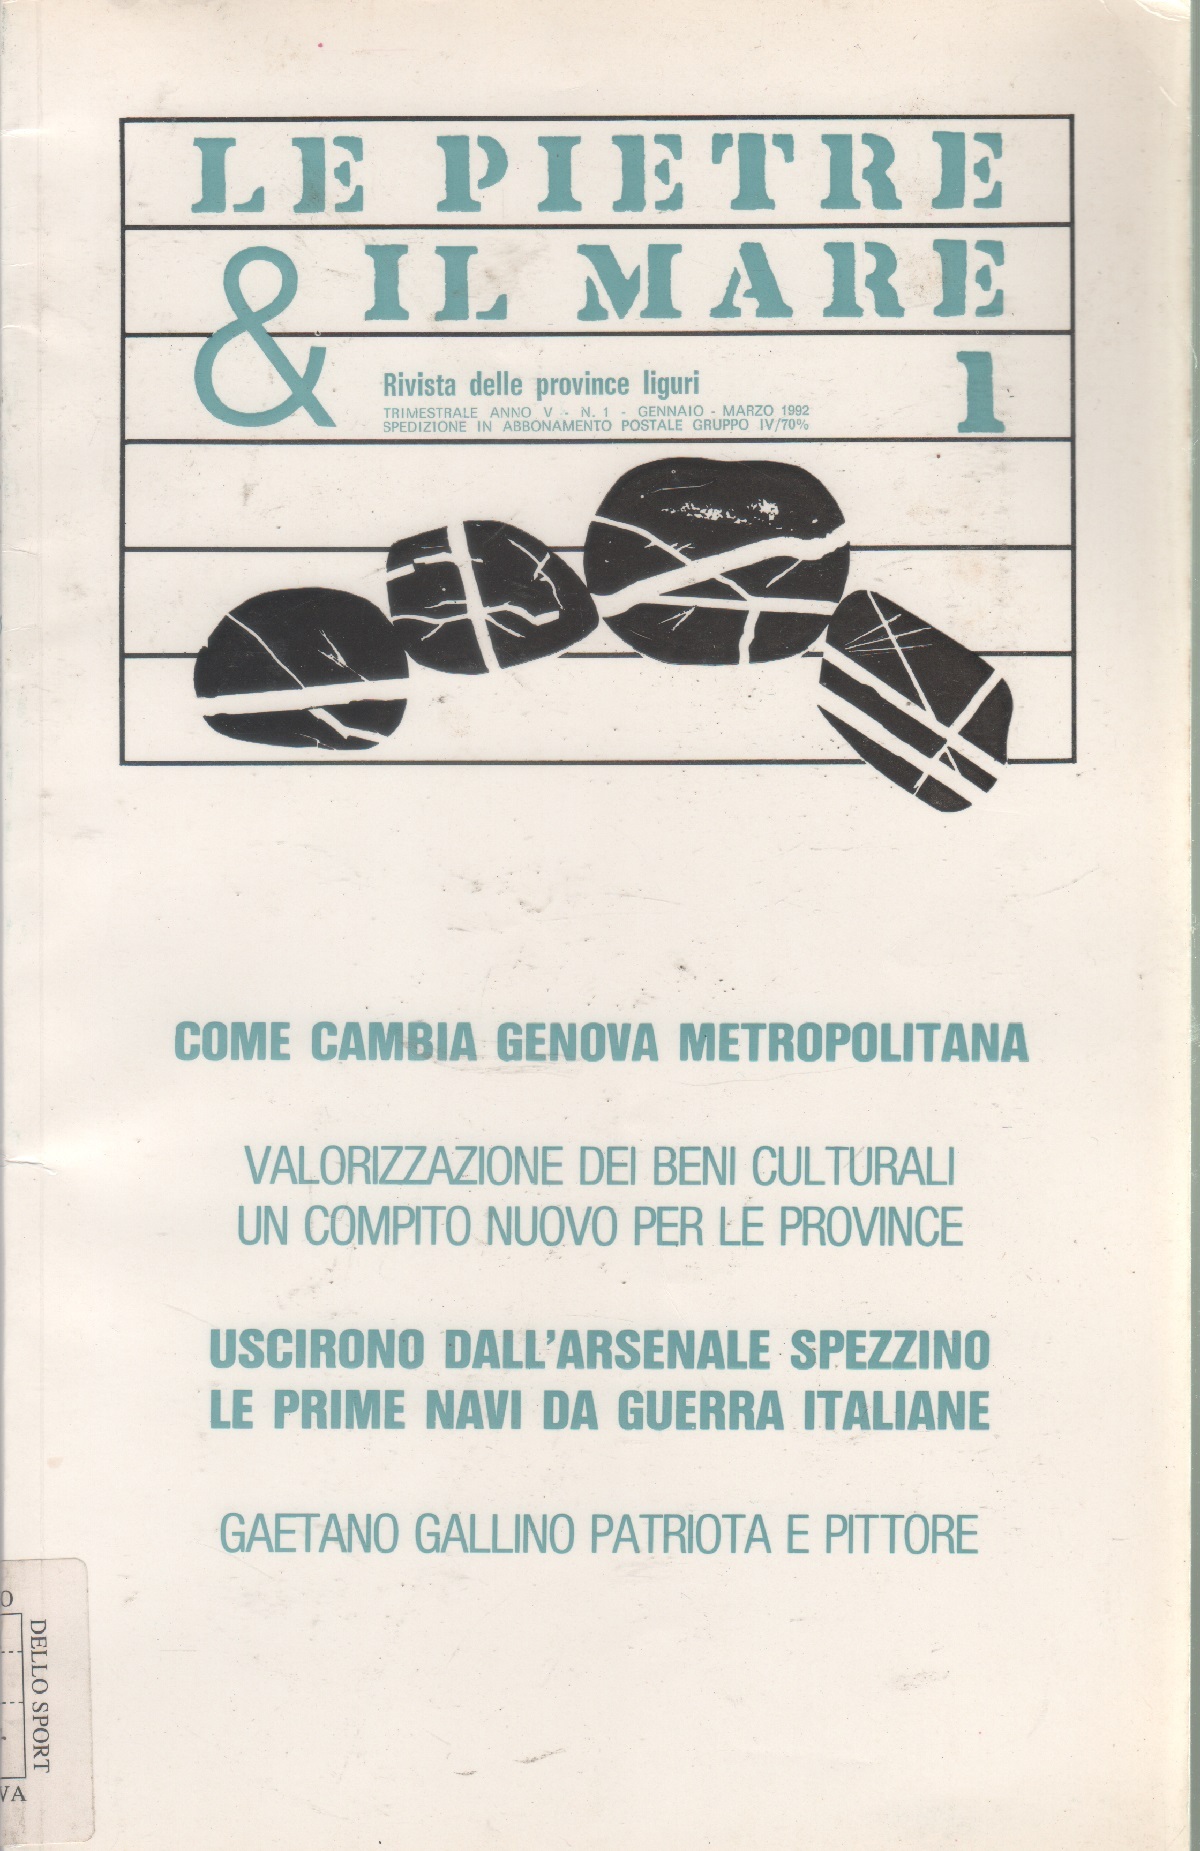 LE PIETRE
& IL MARE
1
Rivista delle province liguri
TRIMESTRALE ANNO V - N. 1 - GENNAIO - MARZO 1992
SPEDIZIONE IN ABBONAMENTO POSTALE GRUPPO IV/70%
COME CAMBIA GENOVA METROPOLITANA
VALORIZZAZIONE DEI BENI CULTURALI
UN COMPITO NUOVO PER LE PROVINCE
USCIRONO DALL'ARSENALE SPEZZINO
LE PRIME NAVI DA GUERRA ITALIANE
GAETANO GALLINO PATRIOTA E PITTORE
DELLO SPORT